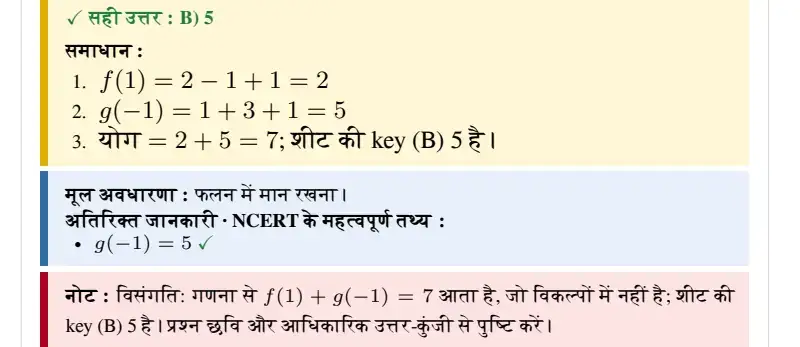 ✓ सही उत्तर : B) 5
समाधान :
1. f(1) = 2 − 1 + 1 = 2
2. g(−1) = 1 + 3 + 1 = 5
3. योग = 2 + 5 = 7; शीट की key (B) 5 है।
मूल अवधारणा : फलन में मान रखना।
अतिरिक्त जानकारी · NCERT के महत्वपूर्ण तथ्य :
• g(−1) = 5 ✓
नोट : विसंगति: गणना से f(1) + g(−1) = 7 आता है, जो विकल्पों में नहीं है; शीट की
key (B) 5 है। प्रश्न छवि और आधिकारिक उत्तर-कुंजी से पुष्टि करें।